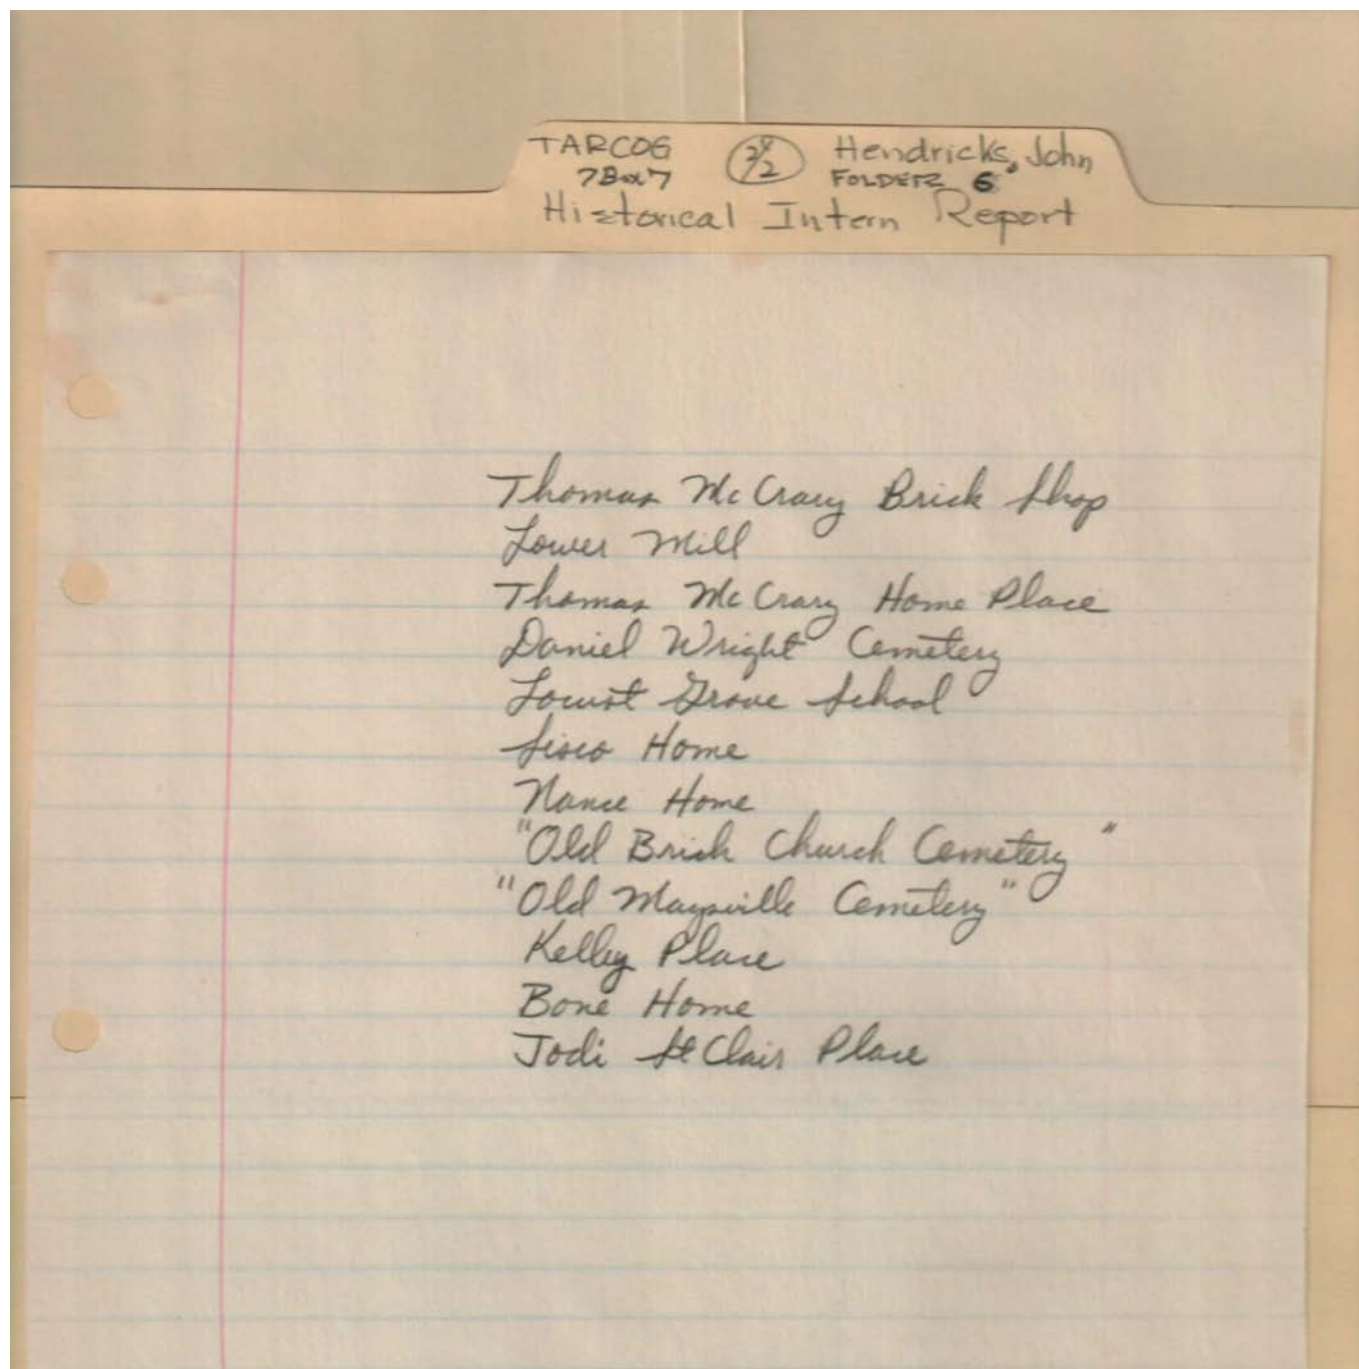 TARCOG Hendricks, John
FOLDER 6
Historical Intern Report
Thomas McCrary Brick Shop
Lower Mill
Thomas McCrary Home Place
Daniel Wright Cemetery
Locust Grove School
Sisco Home
Nance Home
"Old Brick Church Cemetery"
"Old Maysville Cemetery"
Kelley Place
Bone Home
Jodi St Clair Place